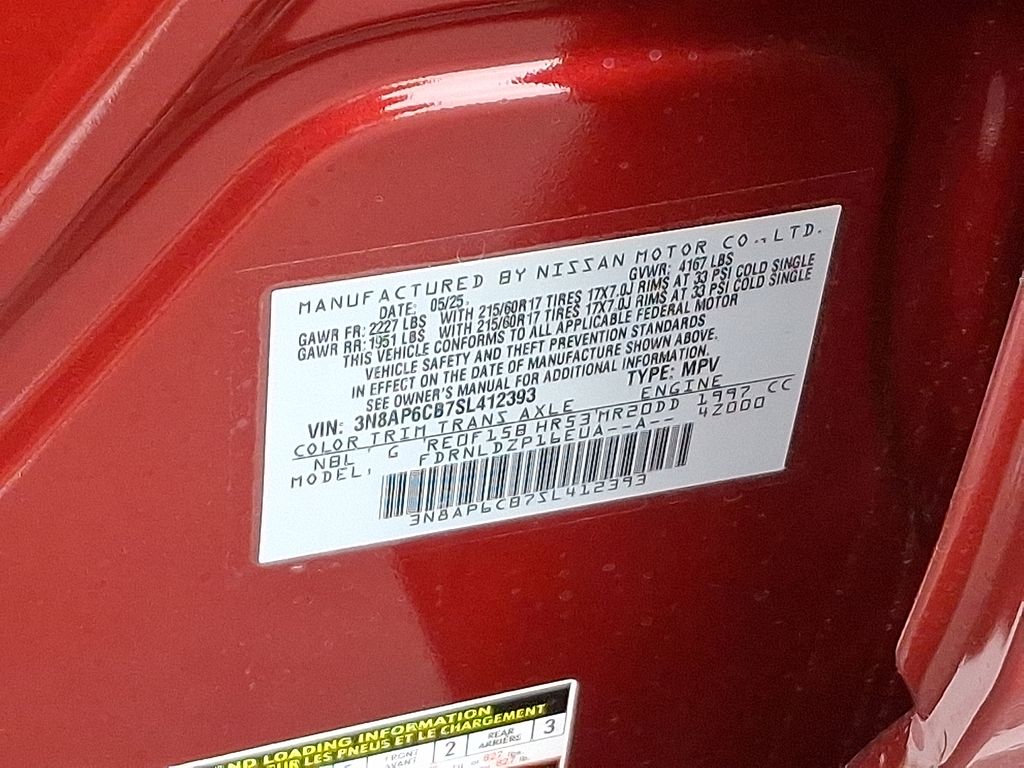 MANUFACTURED BY NISSAN MOTOR CO.,LTD.
DATE: 05/25 GVWR: 4167 LBS
GAWR FR: 2227 LBS WITH 215/60R17 TIRES 17X7.0J RIMS AT 33 PSI COLD SINGLE
GAWR RR: 1951 LBS WITH 215/60R17 TIRES 17X7.0J RIMS AT 33 PSI COLD SINGLE
THIS VEHICLE CONFORMS TO ALL APPLICABLE FEDERAL MOTOR
VEHICLE SAFETY AND THEFT PREVENTION STANDARDS
IN EFFECT ON THE DATE OF MANUFACTURE SHOWN ABOVE.
SEE OWNER'S MANUAL FOR ADDITIONAL INFORMATION.
VIN: 3N8AP6CB7SL412393 TYPE: MPV
COLOR TRIM TRANS AXLE ENGINE
NBL G RE0F15B HR53 MR20DD 1997 CC
MODEL FDRNLDZP16EUA--A-- 42000
3N8AP6CB7SL412393
AND LOADING INFORMATION
SUR LES PNEUS ET LE CHARGEMENT
FRONT 2 REAR 3
AVANT ARRIÈRE